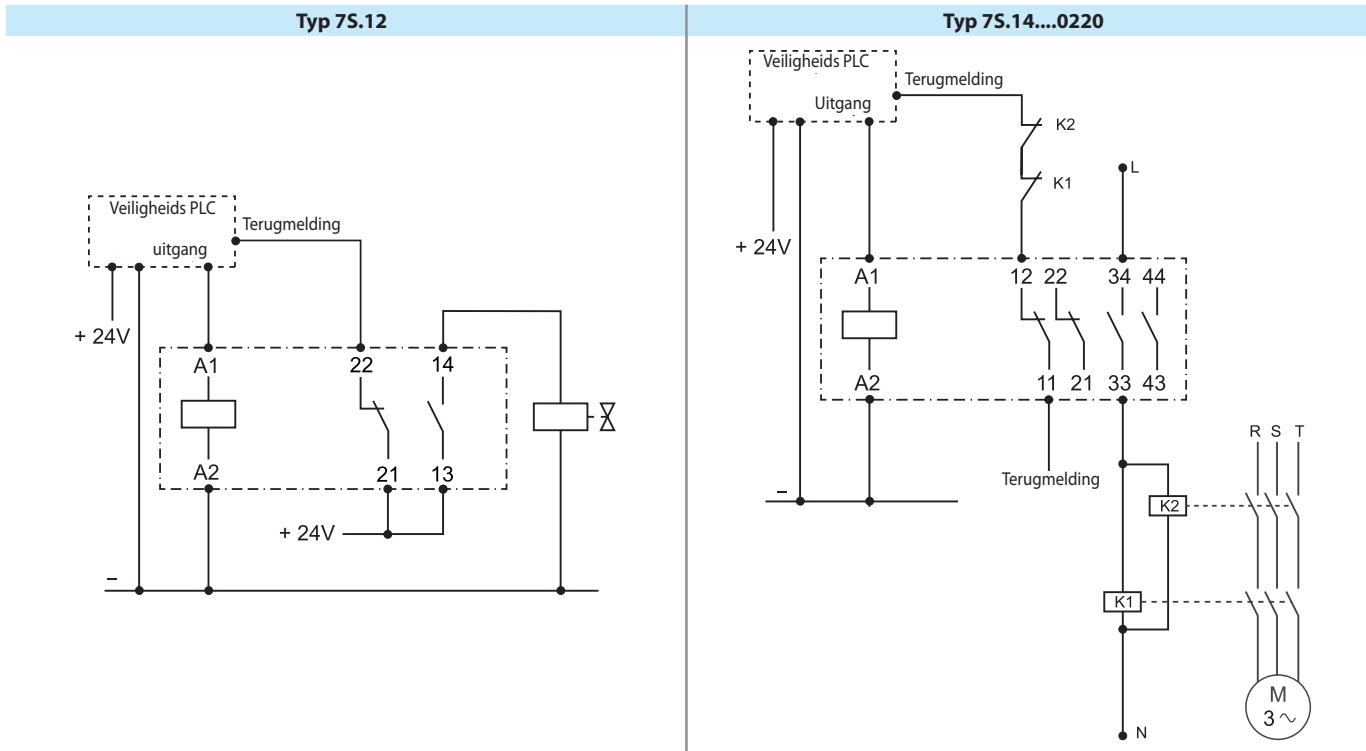 Typ 7S.12
Veiligheids PLC
uitgang
Terugmelding
+ 24V
A1
22
14
A2
21
13
+ 24V
–
Typ 7S.14....0220
Veiligheids PLC
Uitgang
Terugmelding
K2
K1
L
+ 24V
A1
12 22 34 44
A2
11 21 33 43
Terugmelding
–
R S T
K2
K1
M
3 ~
N